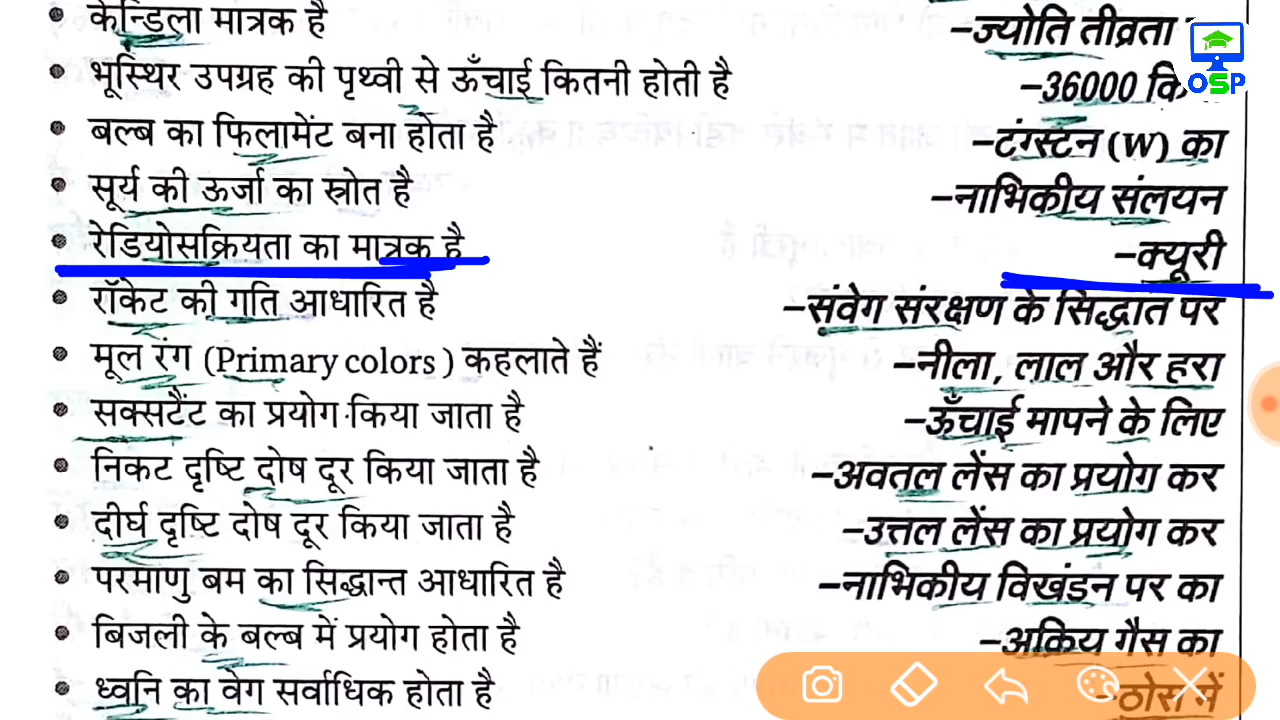 केन्डिला मात्रक है –ज्योति तीव्रता
OSP
भूस्थिर उपग्रह की पृथ्वी से ऊँचाई कितनी होती है –36000
बल्ब का फिलामेंट बना होता है –टंग्स्टन (W) का
सूर्य की ऊर्जा का स्रोत है –नाभिकीय संलयन
रेडियोसक्रियता का मात्रक है –क्यूरी
रॉकेट की गति आधारित है –संवेग संरक्षण के सिद्धांत पर
मूल रंग (Primary colors) कहलाते हैं –नीला, लाल और हरा
सक्सटैंट का प्रयोग किया जाता है –ऊँचाई मापने के लिए
निकट दृष्टि दोष दूर किया जाता है –अवतल लेंस का प्रयोग कर
दीर्घ दृष्टि दोष दूर किया जाता है –उत्तल लेंस का प्रयोग कर
परमाणु बम का सिद्धान्त आधारित है –नाभिकीय विखंडन पर का
बिजली के बल्ब में प्रयोग होता है –अक्रिय गैस का
ध्वनि का वेग सर्वाधिक होता है –ठोस में